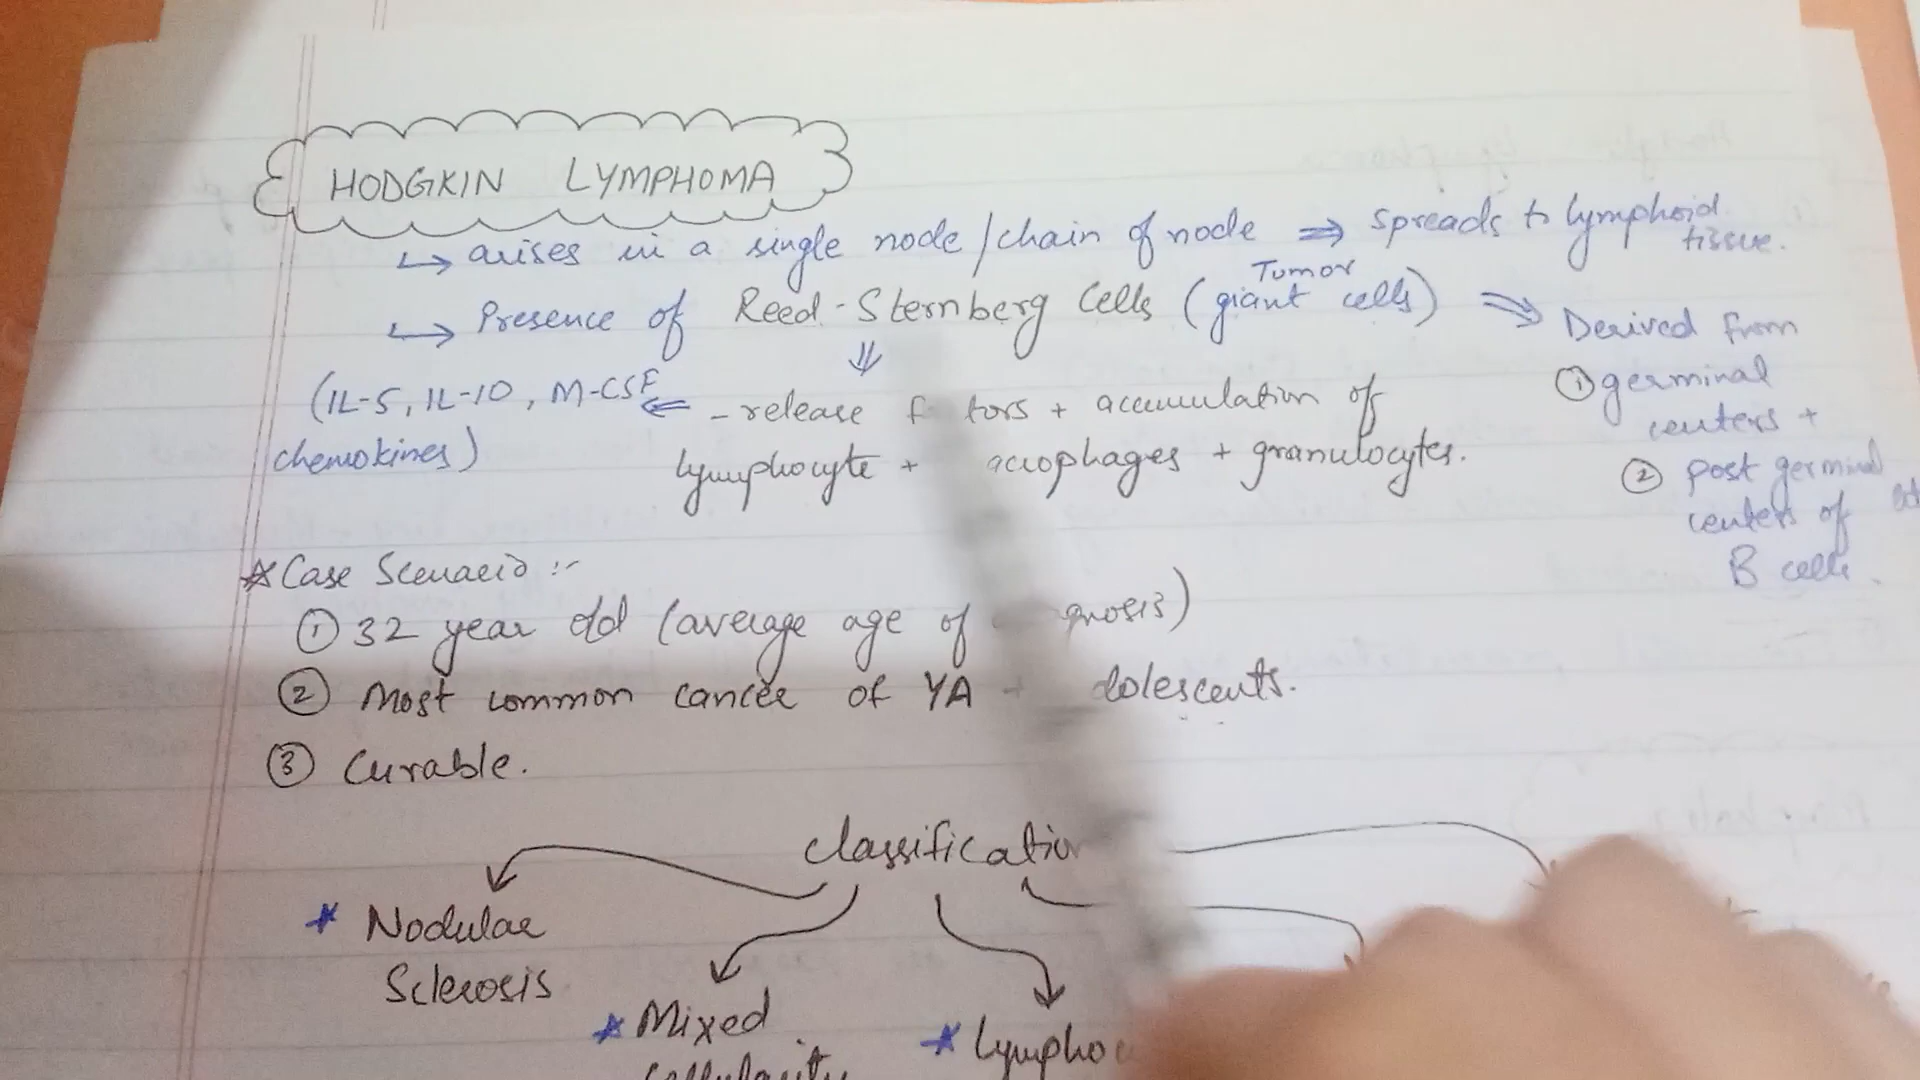 HODGKIN LYMPHOMA
↳ arises in a single node/chain of node ⇒ spreads to lymphoid tissue.
↳ Presence of Reed-Sternberg Cells (giant cells) ⇒ Derived from
Tumor
① germinal
centers +
② post germinal
centers of
B cells.
(IL-5, IL-10, M-CSF ⇐ - release f tors + accumulation of
chemokines)
lymphocyte + acrophages + granulocytes.
☆ Case Scenario :-
① 32 year old (average age of gnosis)
② Most common cancer of YA + dolescents.
③ Curable.
Classification
* Nodular
Sclerosis
* Mixed
cellularity
* Lympho